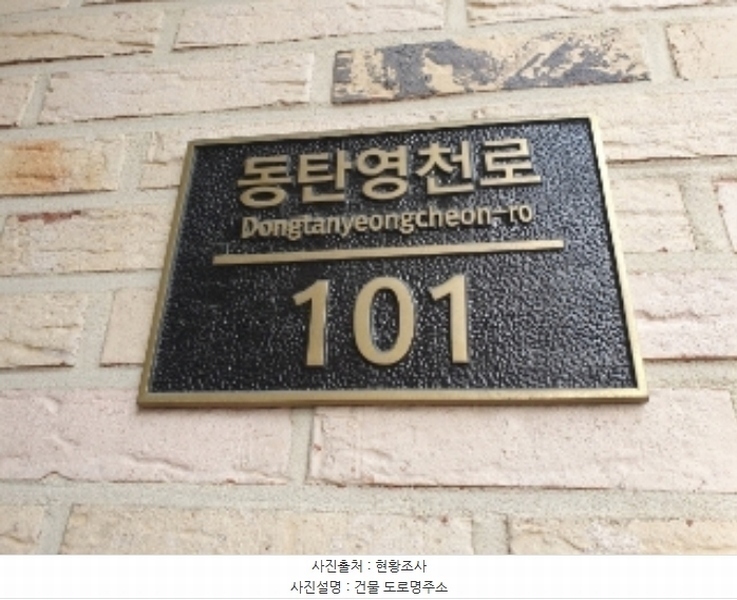 동탄영천로
Dongtanyeongcheon-ro
101
사진출처 : 현황조사
사진설명 : 건물 도로명주소